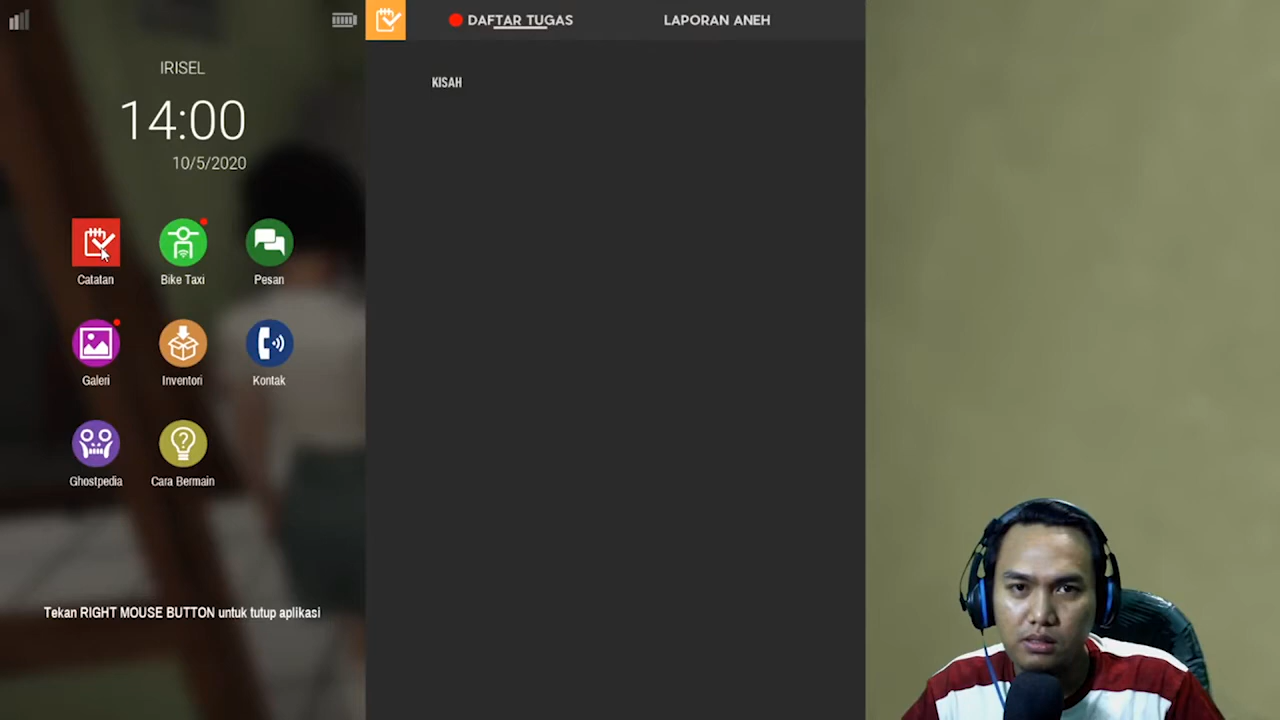 IRISEL
14:00
10/5/2020
Catatan
Bike Taxi
Pesan
Galeri
Inventori
Kontak
Ghostpedia
Cara Bermain
Tekan RIGHT MOUSE BUTTON untuk tutup aplikasi
DAFTAR TUGAS
LAPORAN ANEH
KISAH